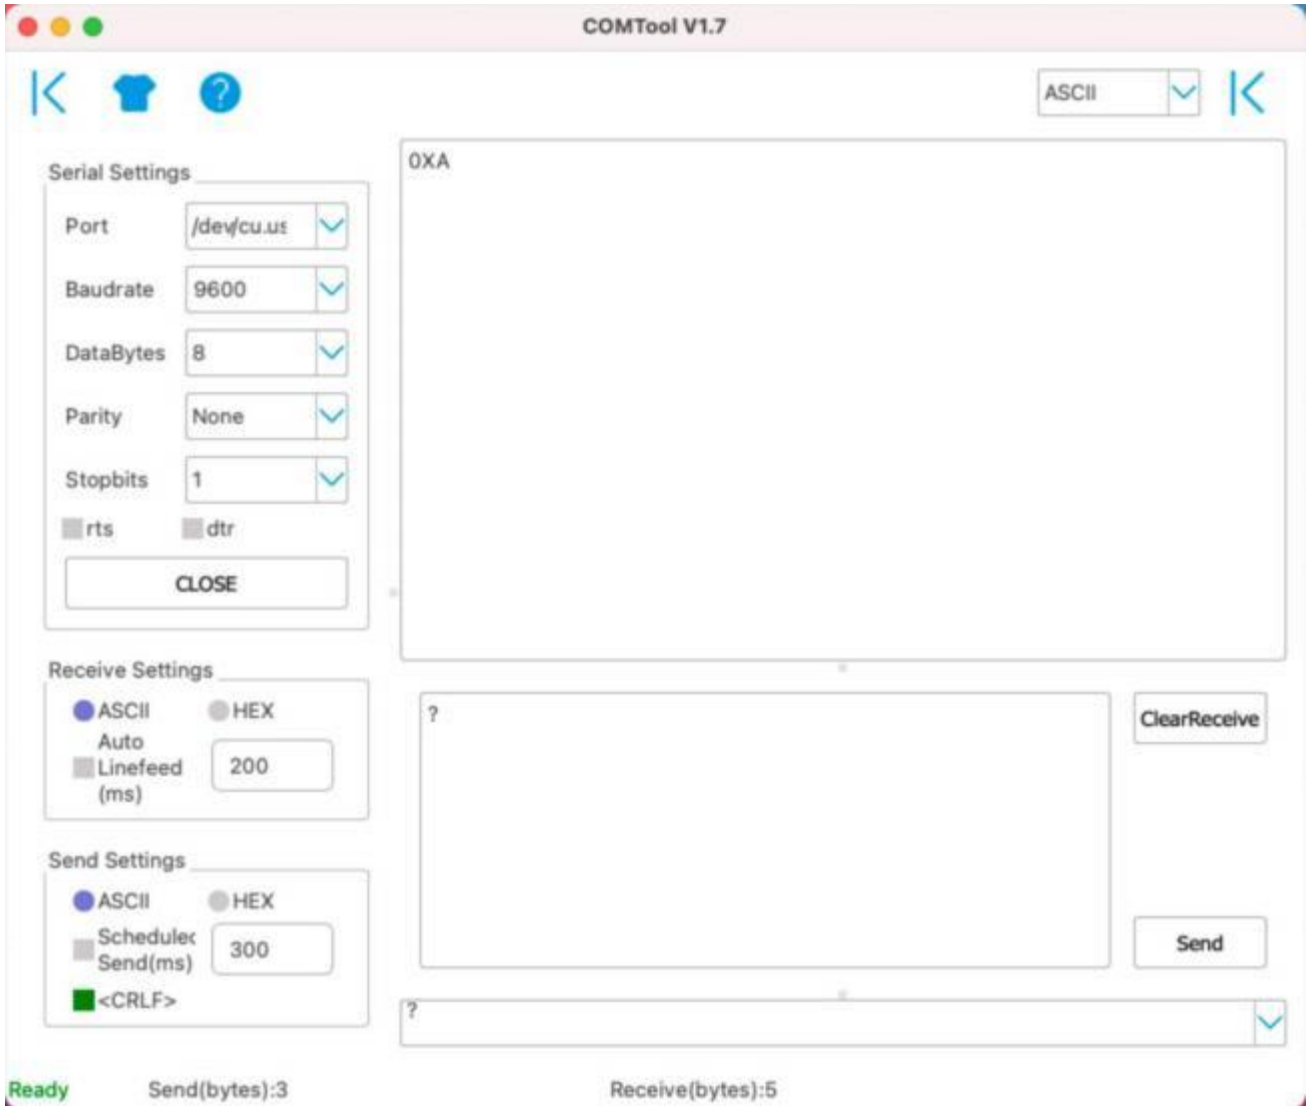 COMTool V1.7
?
ASCII
Serial Settings
Port
/dev/cu.us
Baudrate
9600
DataBytes
8
Parity
None
Stopbits
1
rts
dtr
CLOSE
Receive Settings
ASCII
HEX
Auto
Linefeed
(ms)
200
Send Settings
ASCII
HEX
Scheduled
Send(ms)
300
<CRLF>
0XA
?
ClearReceive
Send
?
Ready
Send(bytes):3
Receive(bytes):5